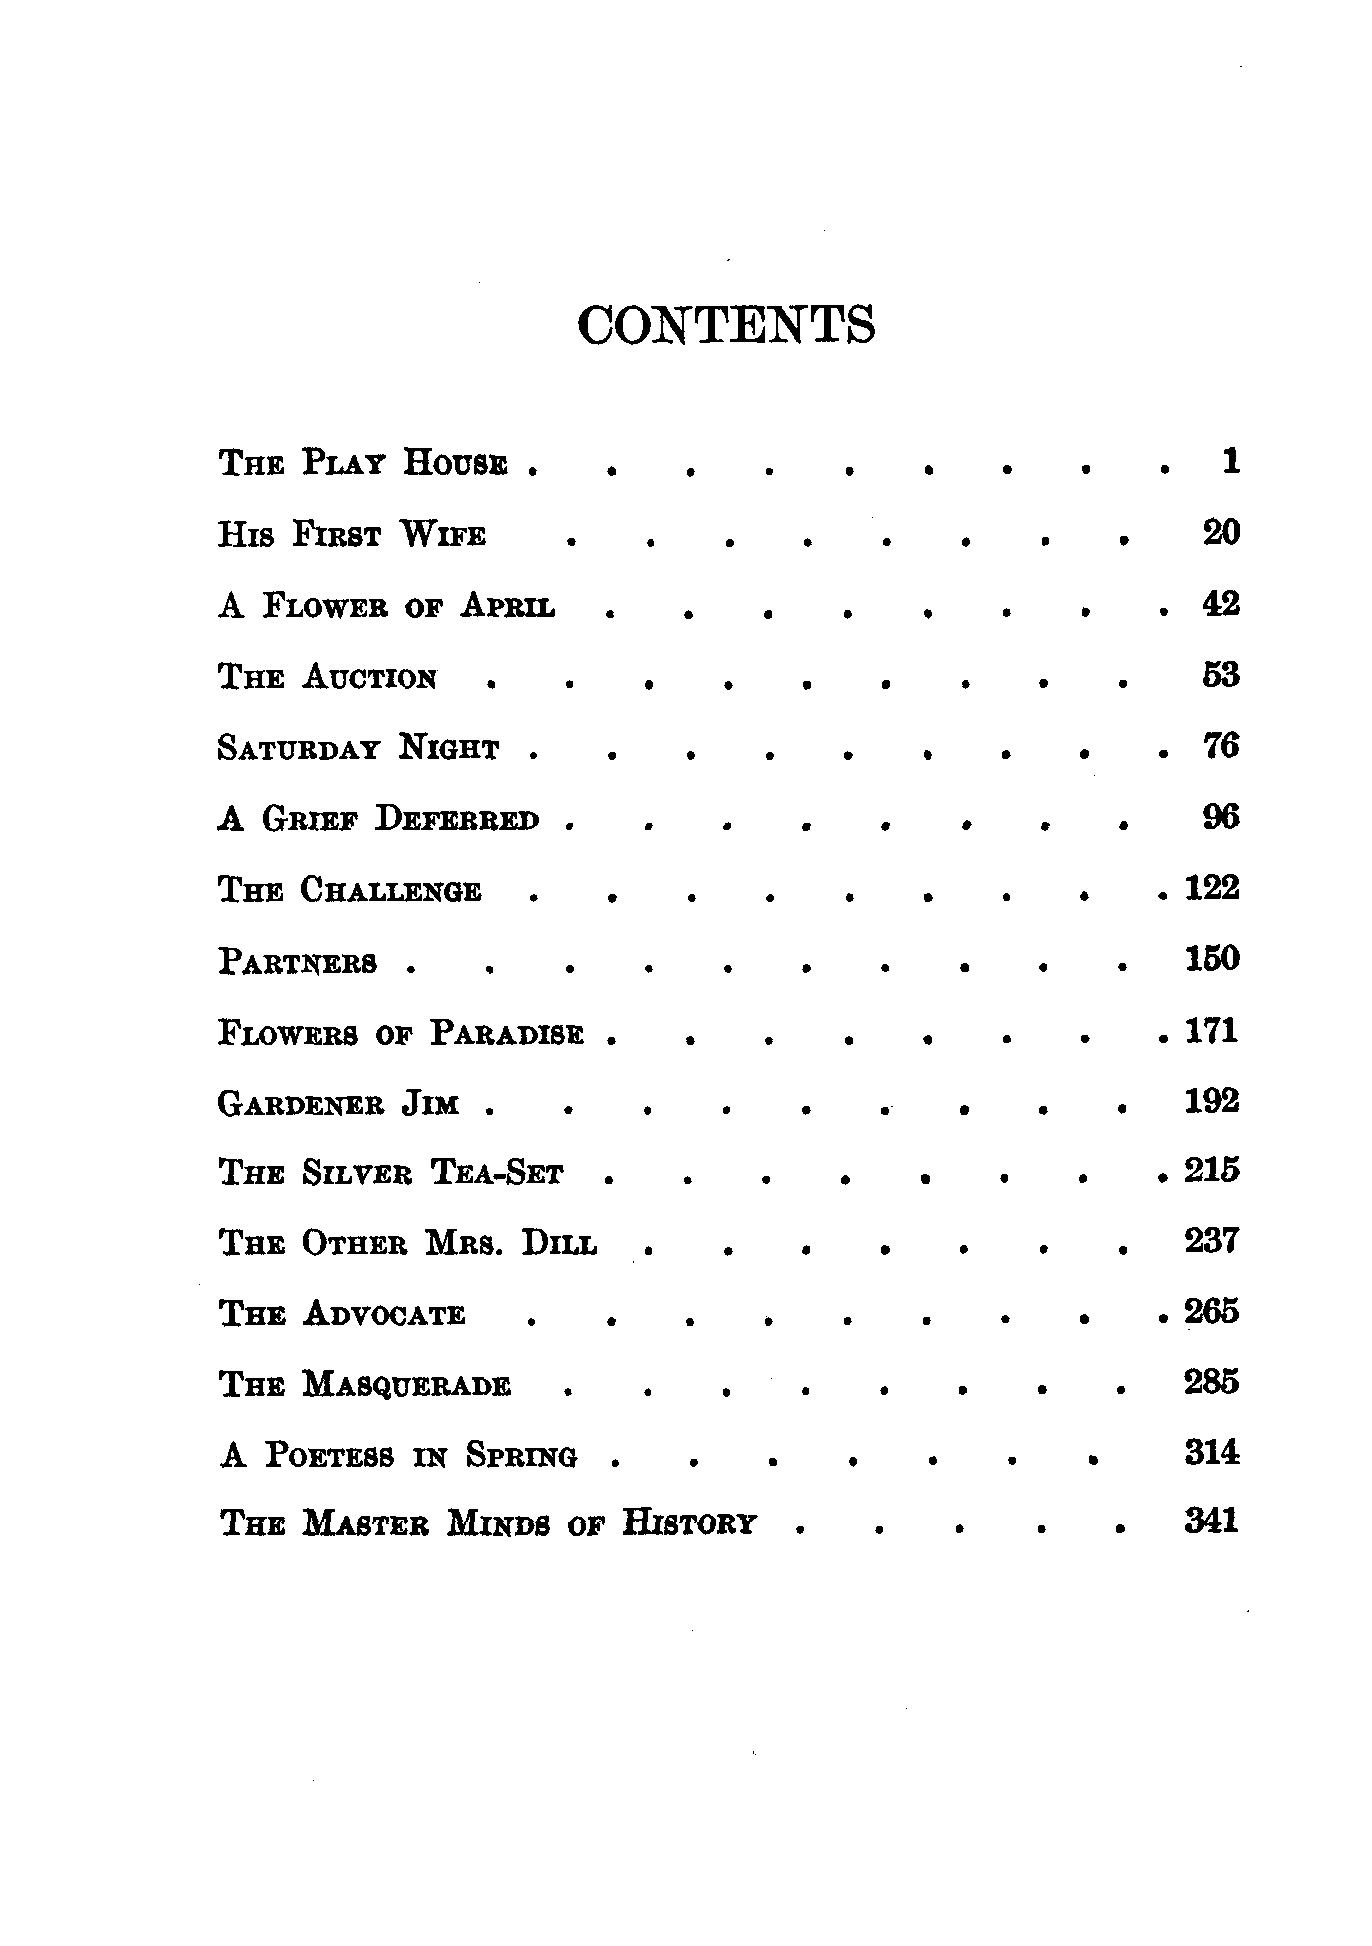 CONTENTS
The Play House . . . . . . . . . 1
His First Wife . . . . . . . . 20
A Flower of April . . . . . . . . 42
The Auction . . . . . . . . . 53
Saturday Night . . . . . . . . . 76
A Grief Deferred . . . . . . . . 96
The Challenge . . . . . . . . . 122
Partners . . . . . . . . . . 150
Flowers of Paradise . . . . . . . . 171
Gardener Jim . . . . . . . . . 192
The Silver Tea-Set . . . . . . . . 215
The Other Mrs. Dill . . . . . . . 237
The Advocate . . . . . . . . . 265
The Masquerade . . . . . . . . 285
A Poetess in Spring . . . . . . . 314
The Master Minds of History . . . . . 341